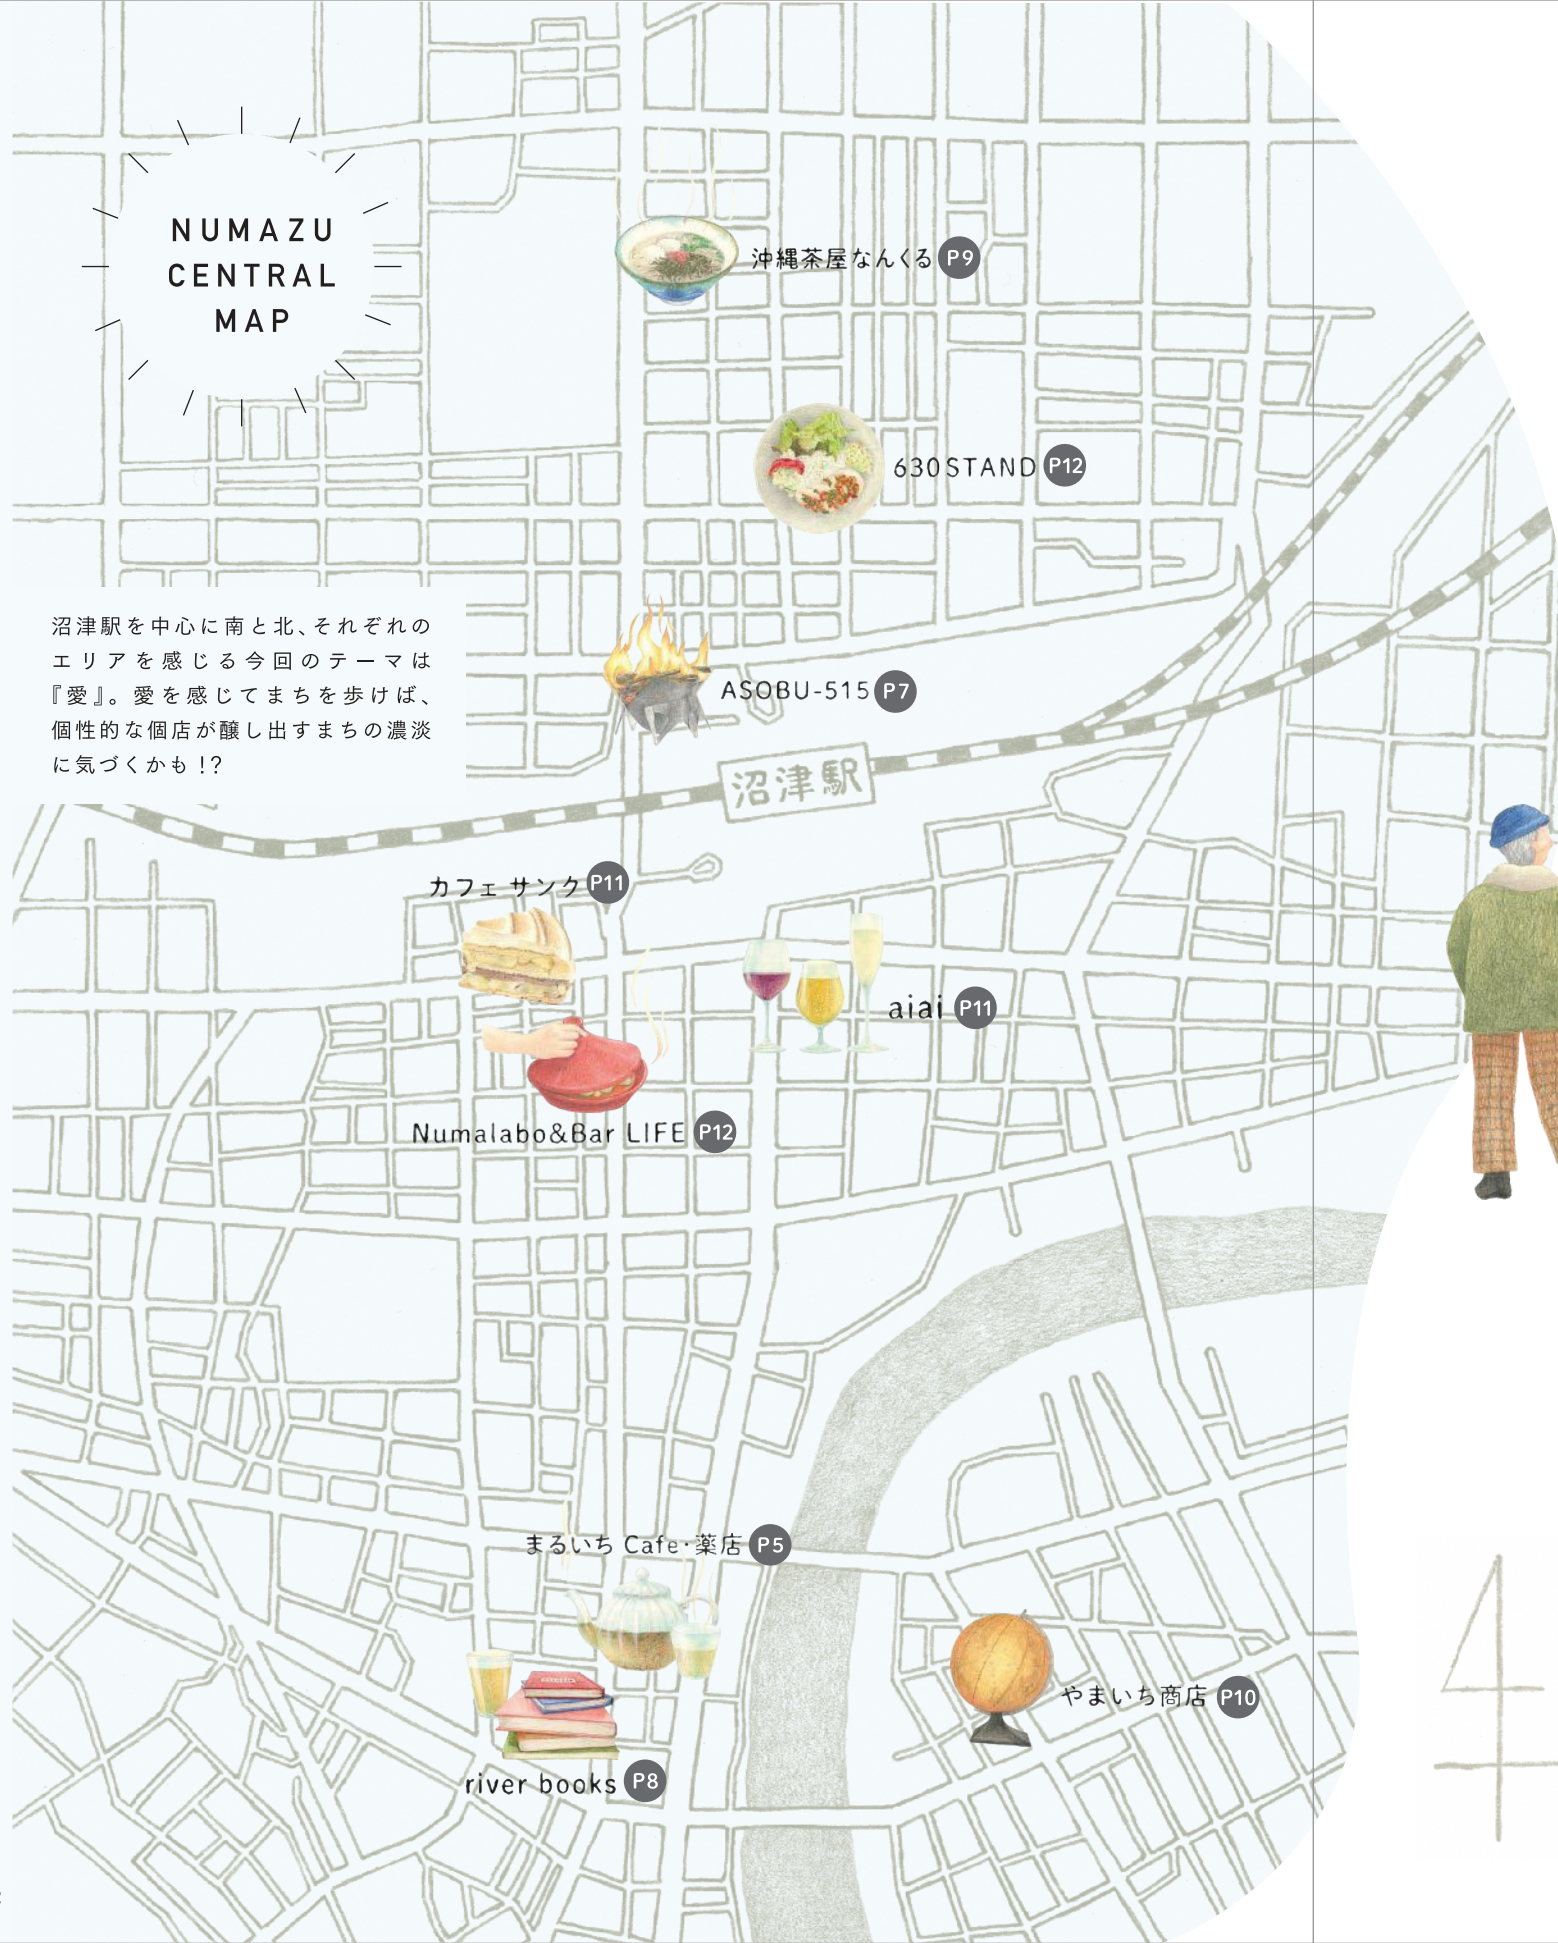 NUMAZU
CENTRAL
MAP
沖縄茶屋なんくる P9
630STAND P12
沼津駅を中心に南と北、それぞれの
エリアを感じる今回のテーマは
『愛』。愛を感じてまちを歩けば、
個性的な個店が醸し出すまちの濃淡
に気づくかも!?
ASOBU-515 P7
沼津駅
カフェ サンク P11
aiai P11
Numalabo&Bar LIFE P12
まるいち Cafe・薬店 P5
やまいち商店 P10
river books P8